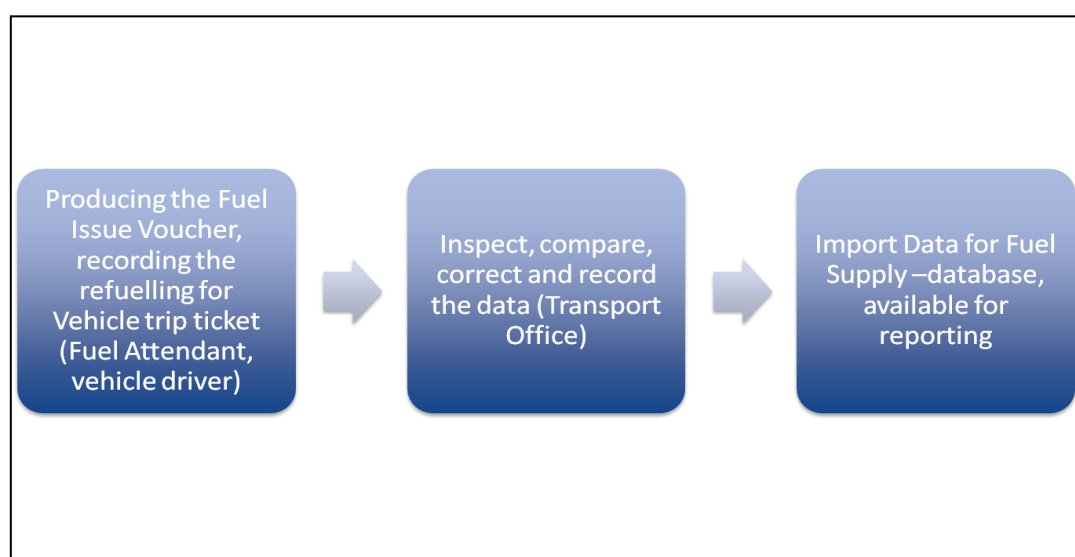 Producing the Fuel
Issue Voucher,
recording the
refuelling for
Vehicle trip ticket
(Fuel Attendant,
vehicle driver)
Inspect, compare,
correct and record
the data (Transport
Office)
Import Data for Fuel
Supply –database,
available for
reporting